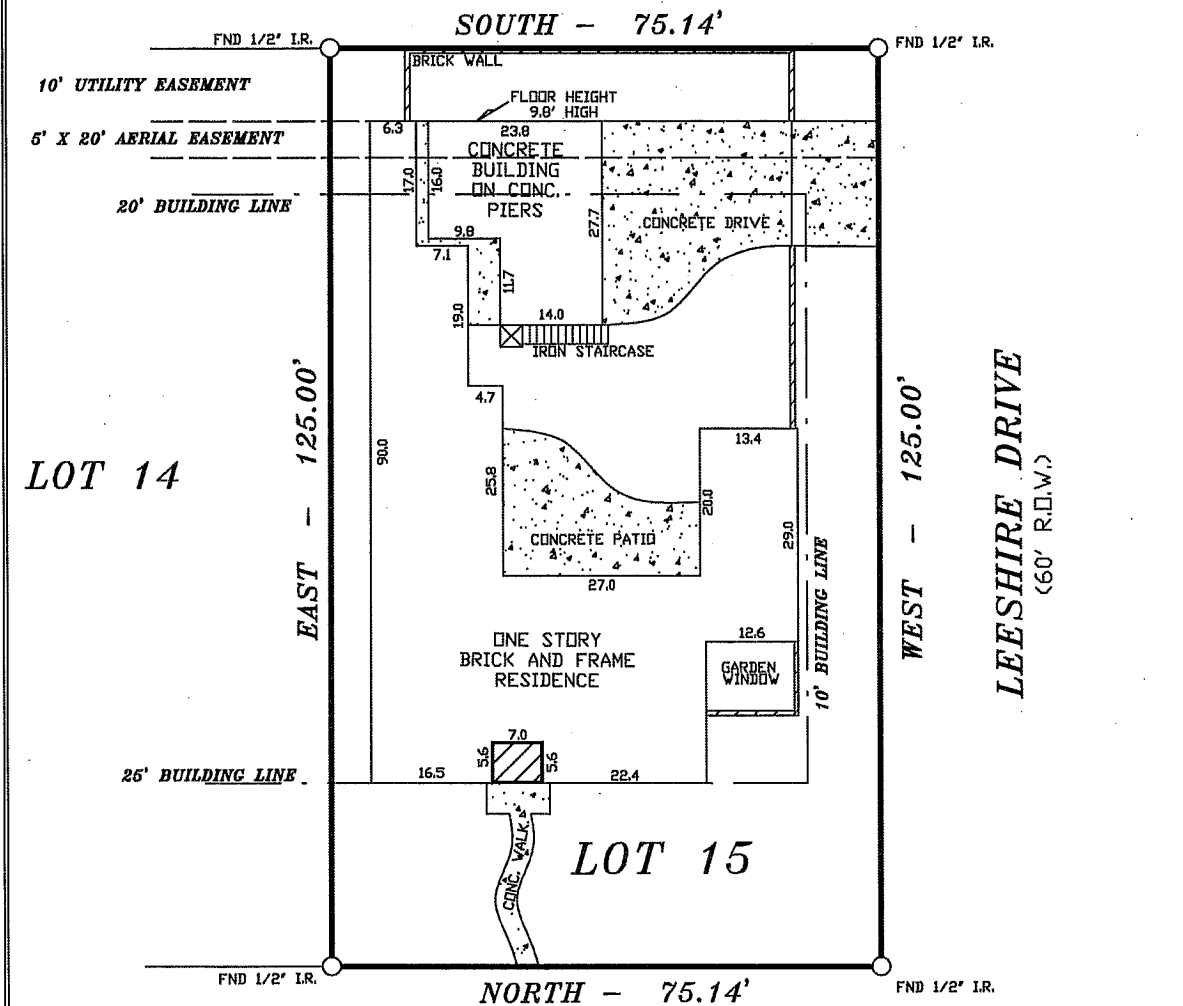 SOUTH - 75.14'
FND 1/2" I.R.
FND 1/2" I.R.
BRICK WALL
10' UTILITY EASEMENT
FLOOR HEIGHT
9.8' HIGH
5' X 20' AERIAL EASEMENT
6.3
23.8
CONCRETE
BUILDING
ON CONC.
PIERS
17.0
16.0
20' BUILDING LINE
27.7
CONCRETE DRIVE
9.8
7.1
11.7
19.0
14.0
IRON STAIRCASE
4.7
EAST - 125.00'
WEST - 125.00'
LEESHIRE DRIVE
(60' R.O.W.)
90.0
LOT 14
13.4
25.8
20.0
CONCRETE PATIO
29.0
27.0
10' BUILDING LINE
ONE STORY
BRICK AND FRAME
RESIDENCE
12.6
GARDEN
WINDOW
7.0
5.6
5.6
25' BUILDING LINE
16.5
22.4
CONC. WALK
LOT 15
FND 1/2" I.R.
FND 1/2" I.R.
NORTH - 75.14'